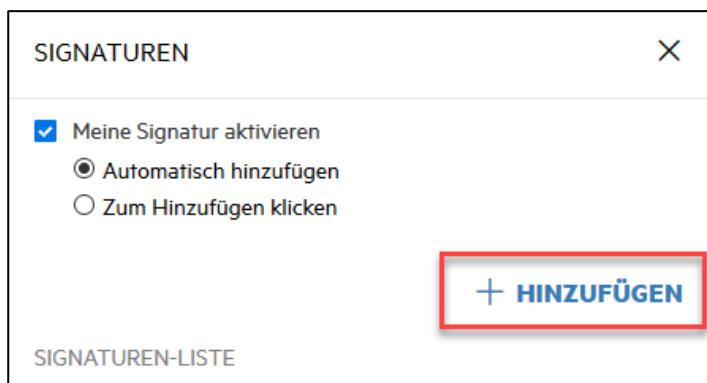 SIGNATUREN
Meine Signatur aktivieren
Automatisch hinzufügen
Zum Hinzufügen klicken
+ HINZUFÜGEN
SIGNATUREN-LISTE